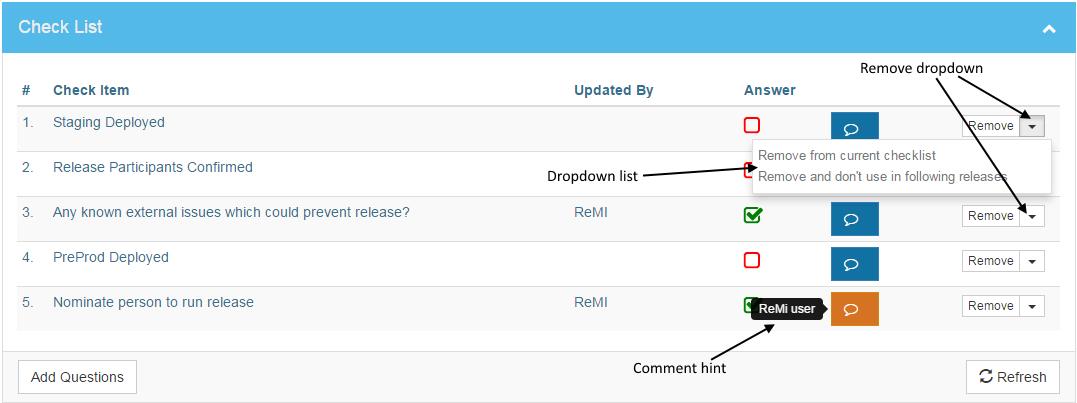 Check List
Remove dropdown
# Check Item Updated By Answer
1. Staging Deployed Remove
Remove from current checklist
2. Release Participants Confirmed
Dropdown list
Remove and don't use in following releases
3. Any known external issues which could prevent release? ReMI Remove
4. PreProd Deployed Remove
5. Nominate person to run release ReMI ReMi user Remove
Comment hint
Add Questions Refresh